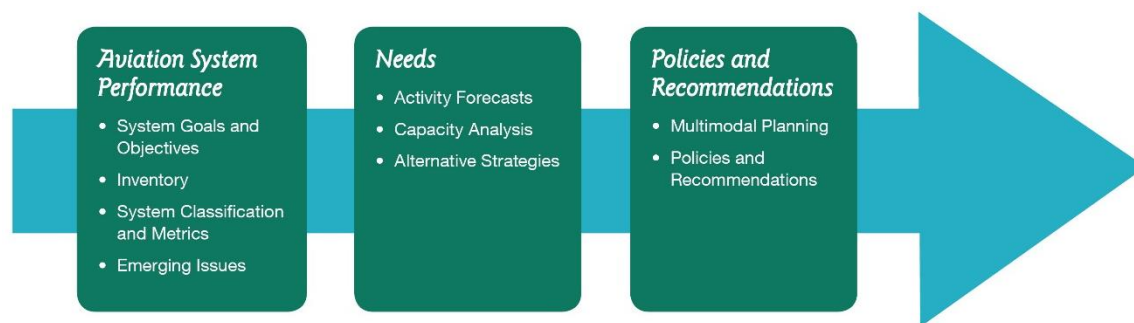 Aviation System
Performance
• System Goals and
Objectives
• Inventory
• System Classification
and Metrics
• Emerging Issues
Needs
• Activity Forecasts
• Capacity Analysis
• Alternative Strategies
Policies and
Recommendations
• Multimodal Planning
• Policies and
Recommendations